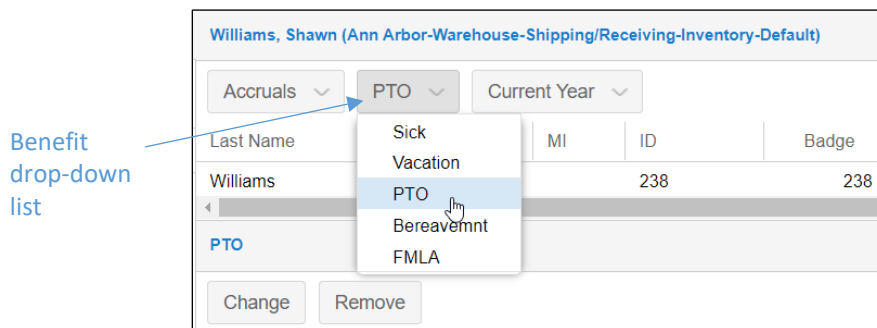 Williams, Shawn (Ann Arbor-Warehouse-Shipping/Receiving-Inventory-Default)
Accruals PTO Current Year
Benefit drop-down list
Last Name MI ID Badge
Williams 238 238
Sick
Vacation
PTO
Bereavemnt
FMLA
PTO
Change Remove